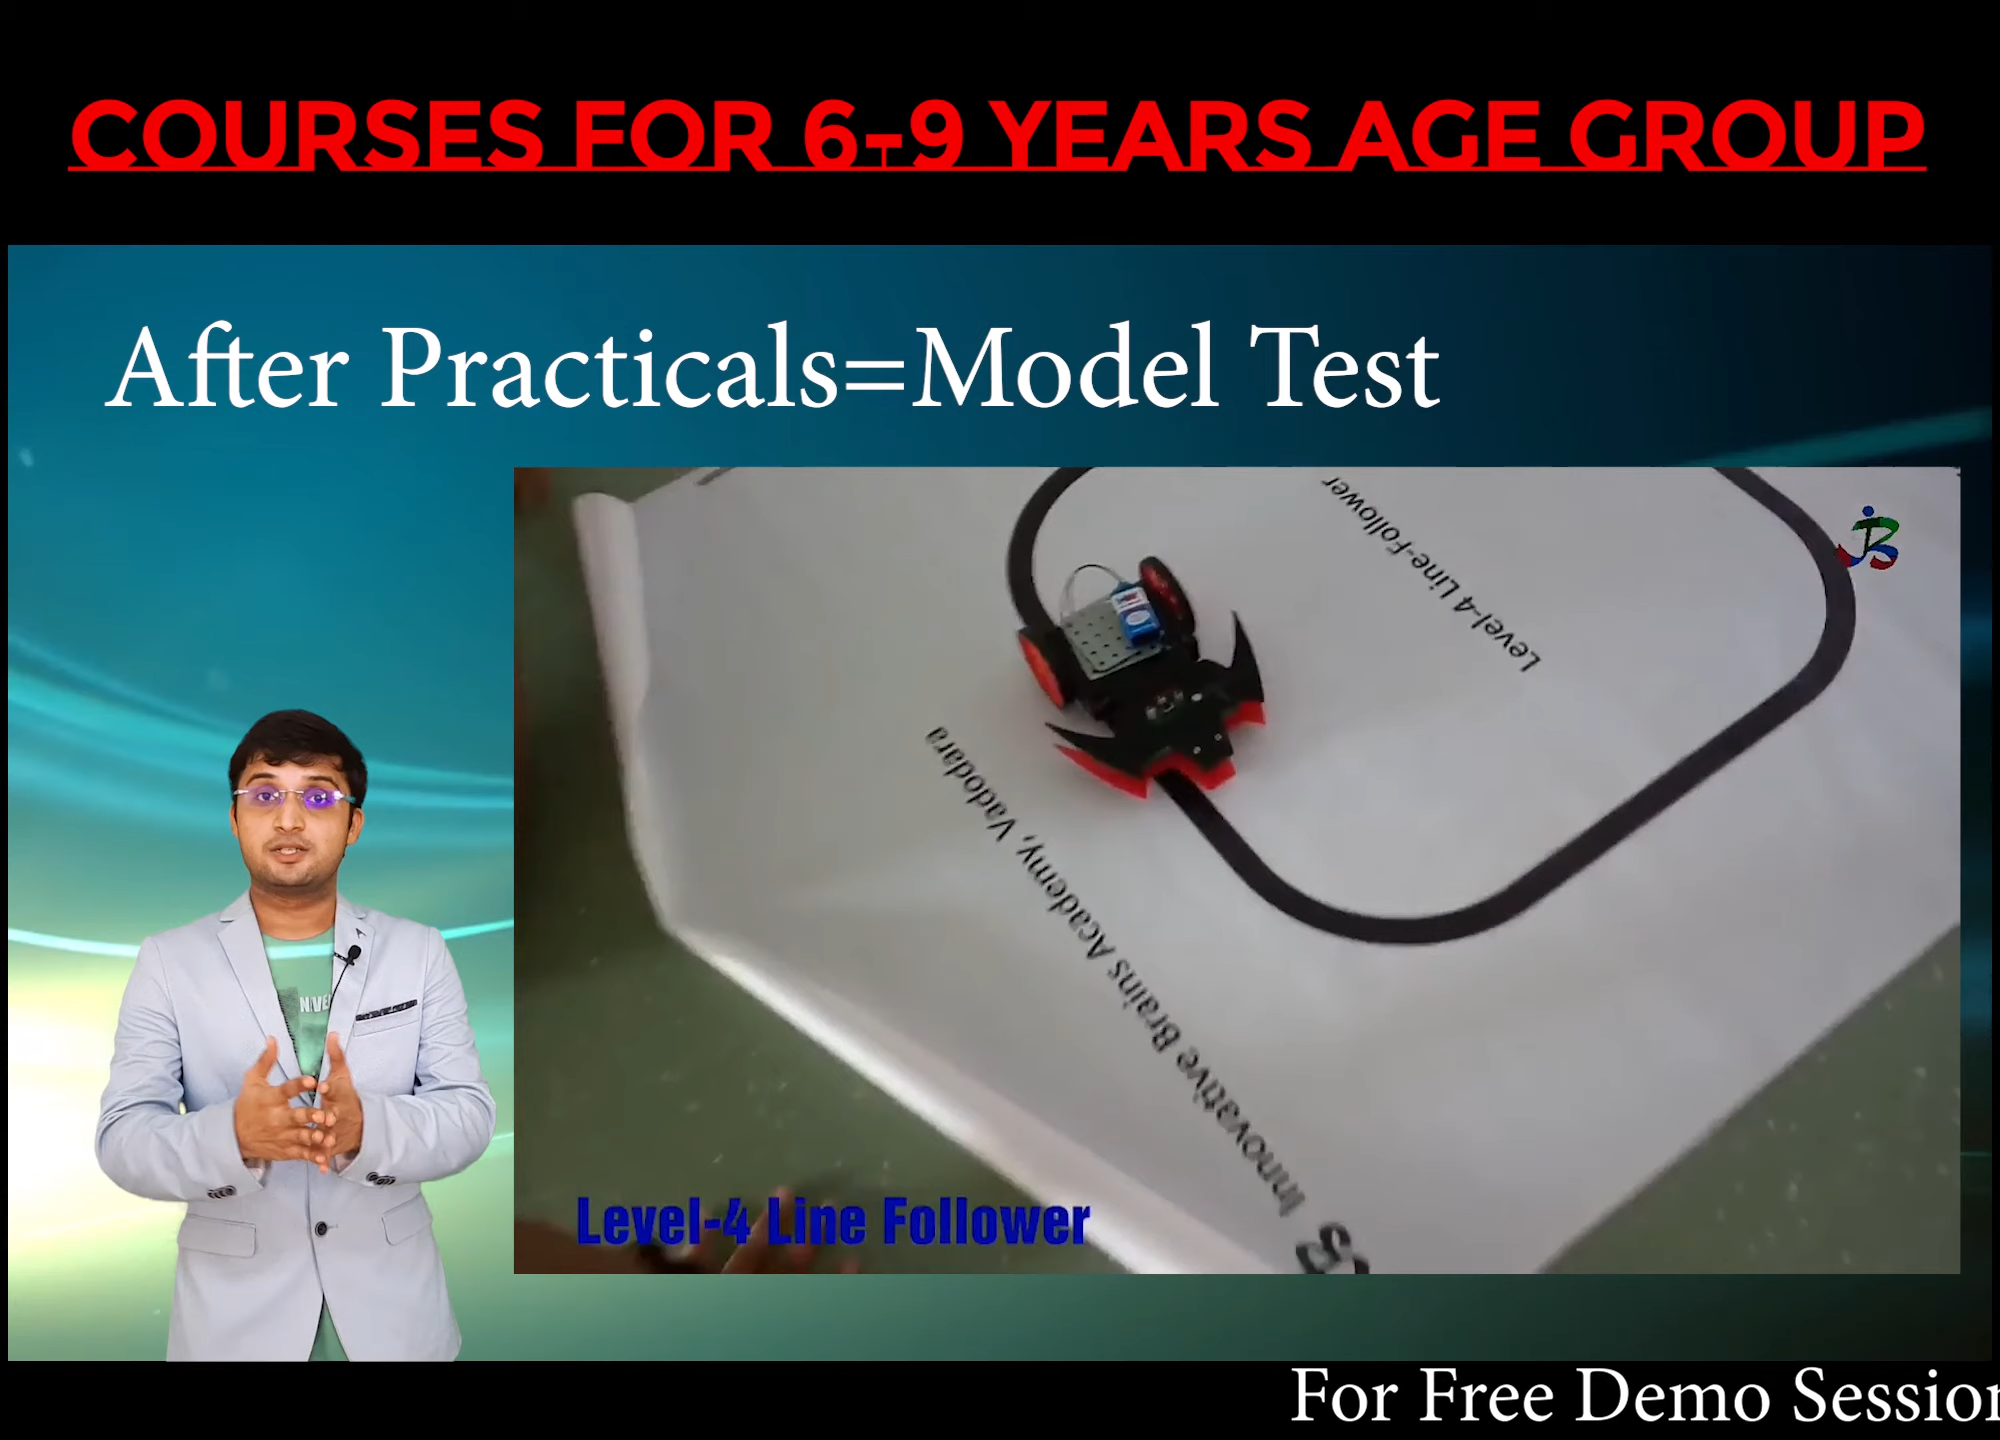 COURSES FOR 6-9 YEARS AGE GROUP
After Practicals=Model Test
Level-4 Line-Follower
Innovative Brains Academy, Vadodara
Level-4 Line Follower
For Free Demo Session